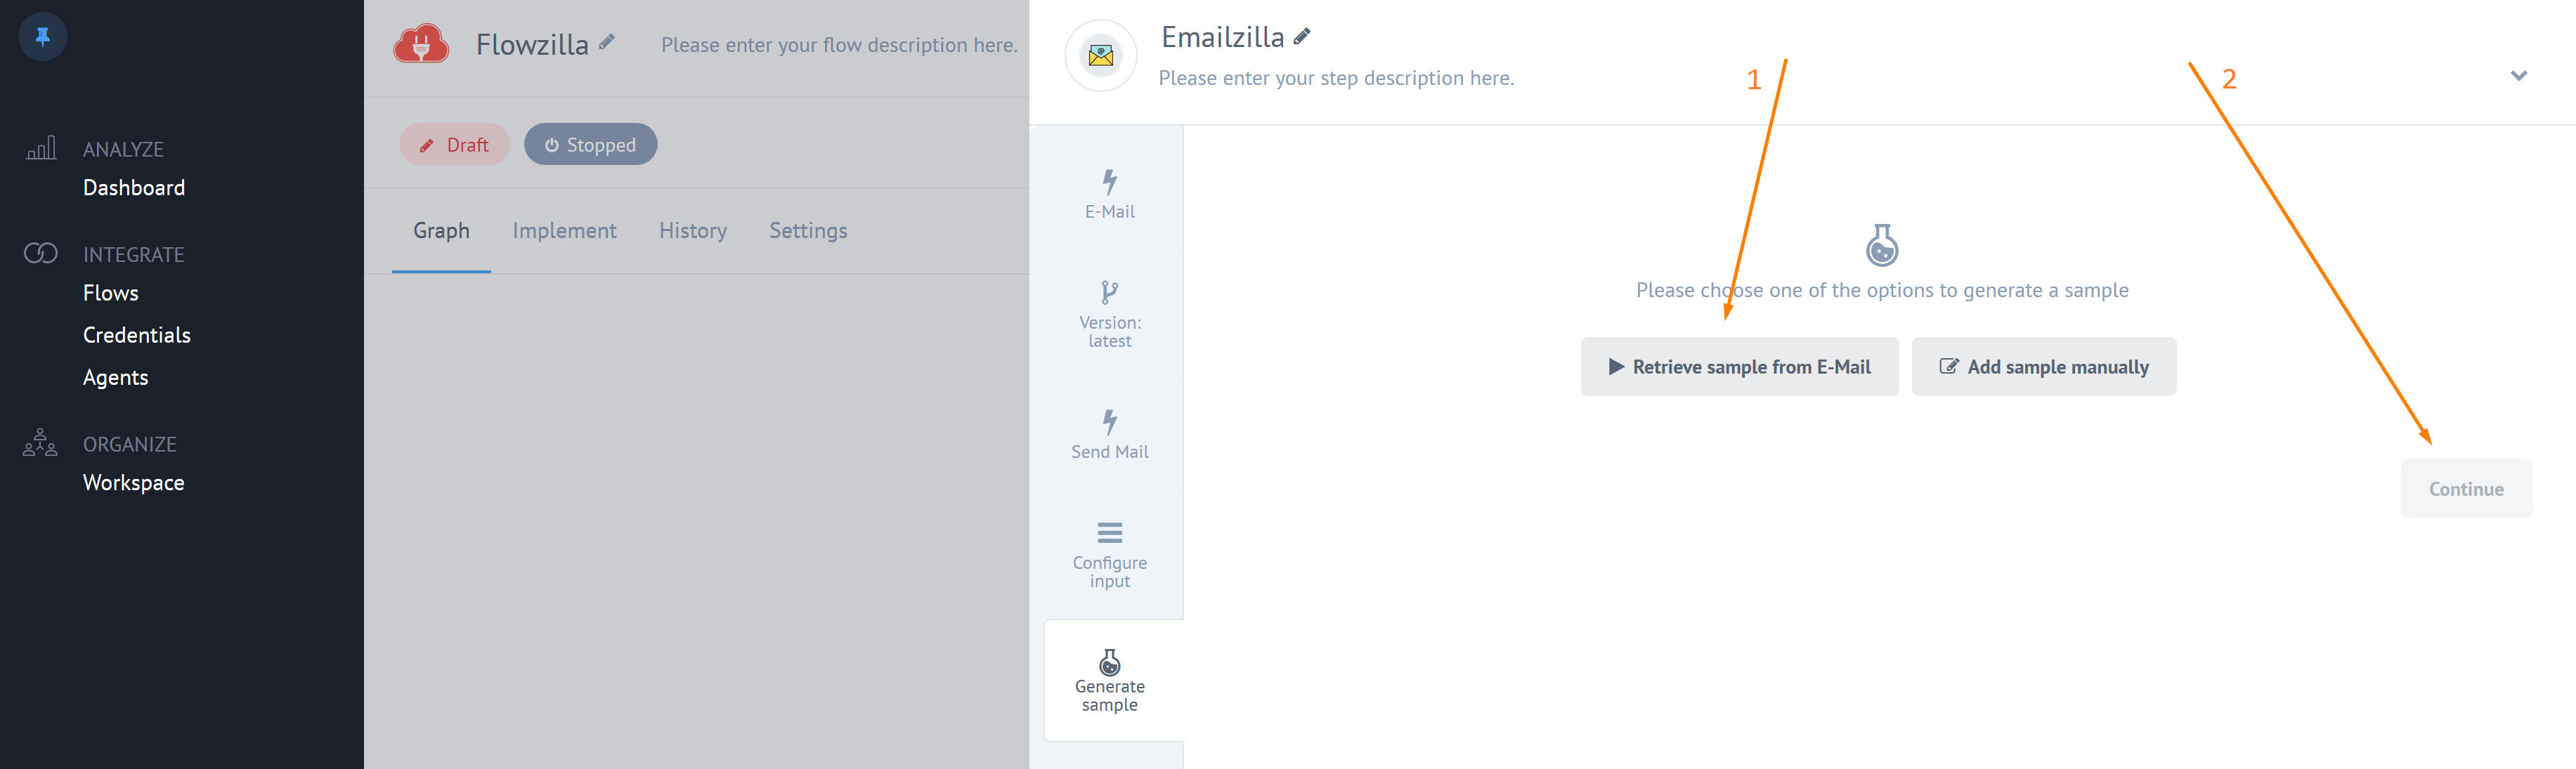 ANALYZE
Dashboard
INTEGRATE
Flows
Credentials
Agents
ORGANIZE
Workspace
Flowzilla
Please enter your flow description here.
Draft
Stopped
Graph
Implement
History
Settings
Emailzilla
Please enter your step description here.
1
2
E-Mail
Version:
latest
Send Mail
Configure
input
Generate
sample
Please choose one of the options to generate a sample
Retrieve sample from E-Mail
Add sample manually
Continue